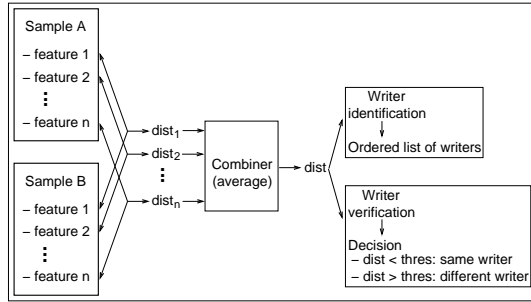 Sample A
– feature 1
– feature 2
– feature n
Sample B
– feature 1
– feature 2
– feature n
dist1
dist2
distn
Combiner
(average)
dist
Writer
identification
Ordered list of writers
Writer
verification
Decision
– dist < thres: same writer
– dist > thres: different writer